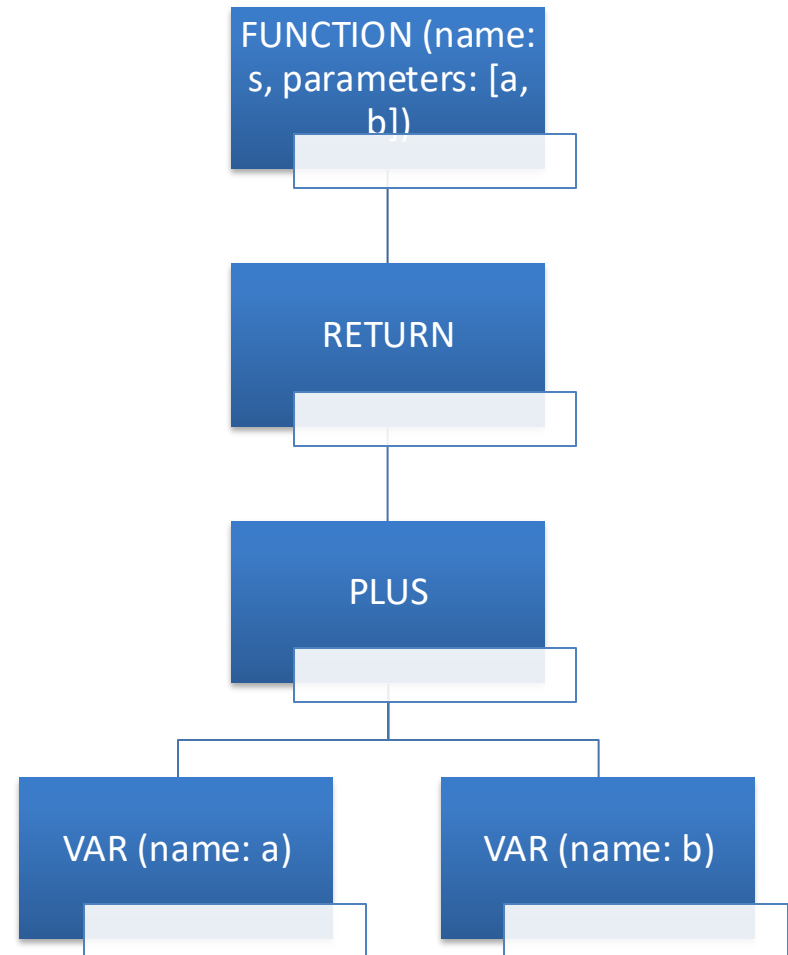 FUNCTION (name:
s, parameters: [a,
b])
RETURN
PLUS
VAR (name: a)
VAR (name: b)